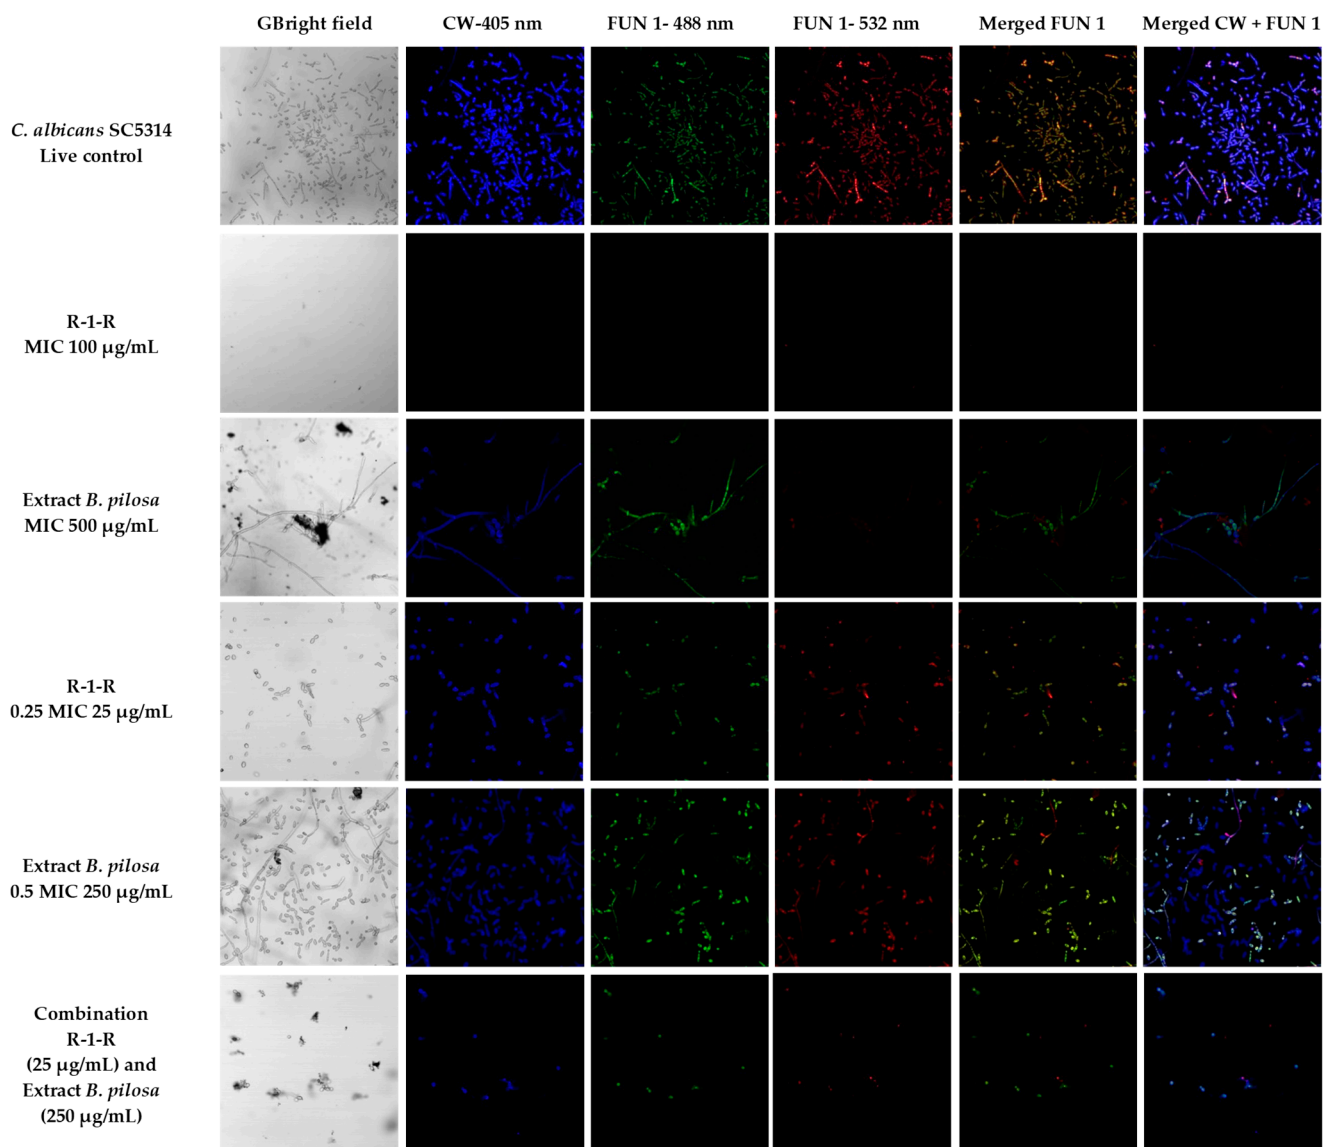 GBright field
CW-405 nm
FUN 1- 488 nm
FUN 1- 532 nm
Merged FUN 1
Merged CW + FUN 1
C. albicans SC5314
Live control
R-1-R
MIC 100 µg/mL
Extract B. pilosa
MIC 500 µg/mL
R-1-R
0.25 MIC 25 µg/mL
Extract B. pilosa
0.5 MIC 250 µg/mL
Combination
R-1-R
(25 µg/mL) and
Extract B. pilosa
(250 µg/mL)